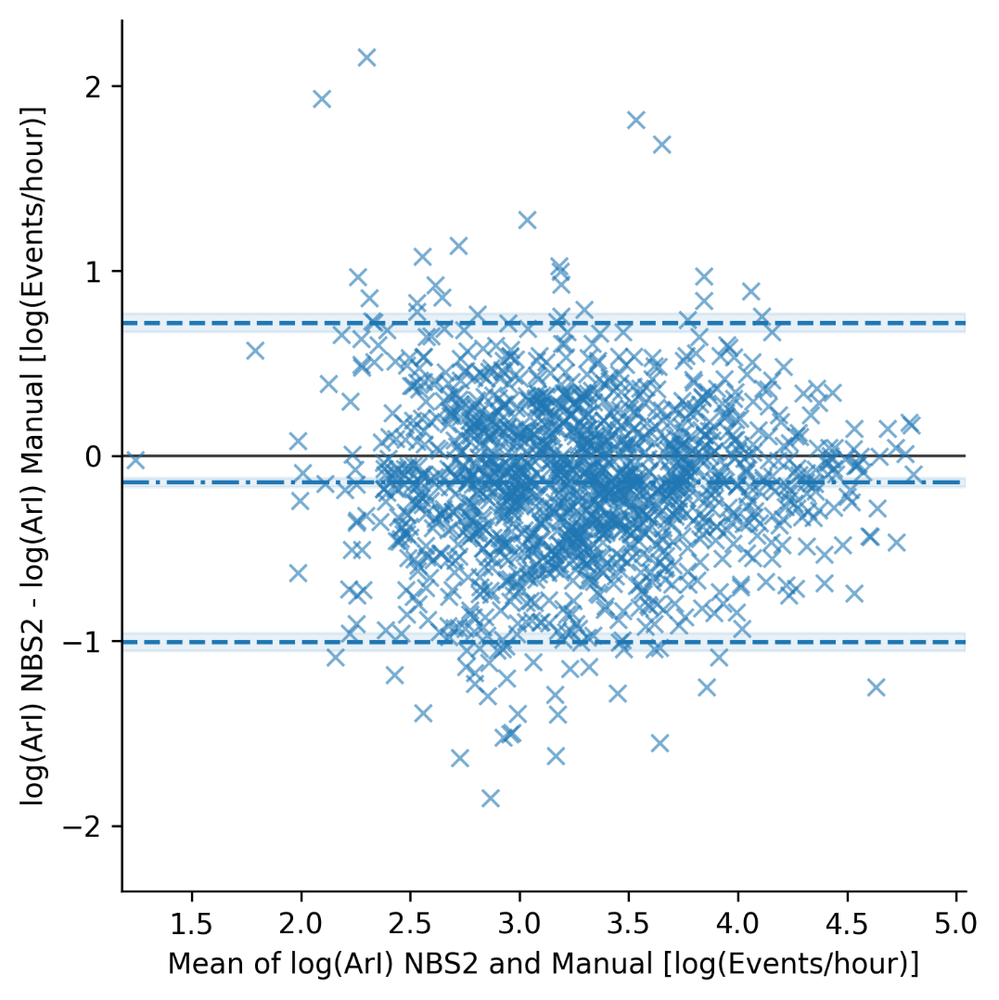 log(ArI) NBS2 - log(ArI) Manual [log(Events/hour)]
2
1
0
−1
−2
1.5 2.0 2.5 3.0 3.5 4.0 4.5 5.0
Mean of log(ArI) NBS2 and Manual [log(Events/hour)]